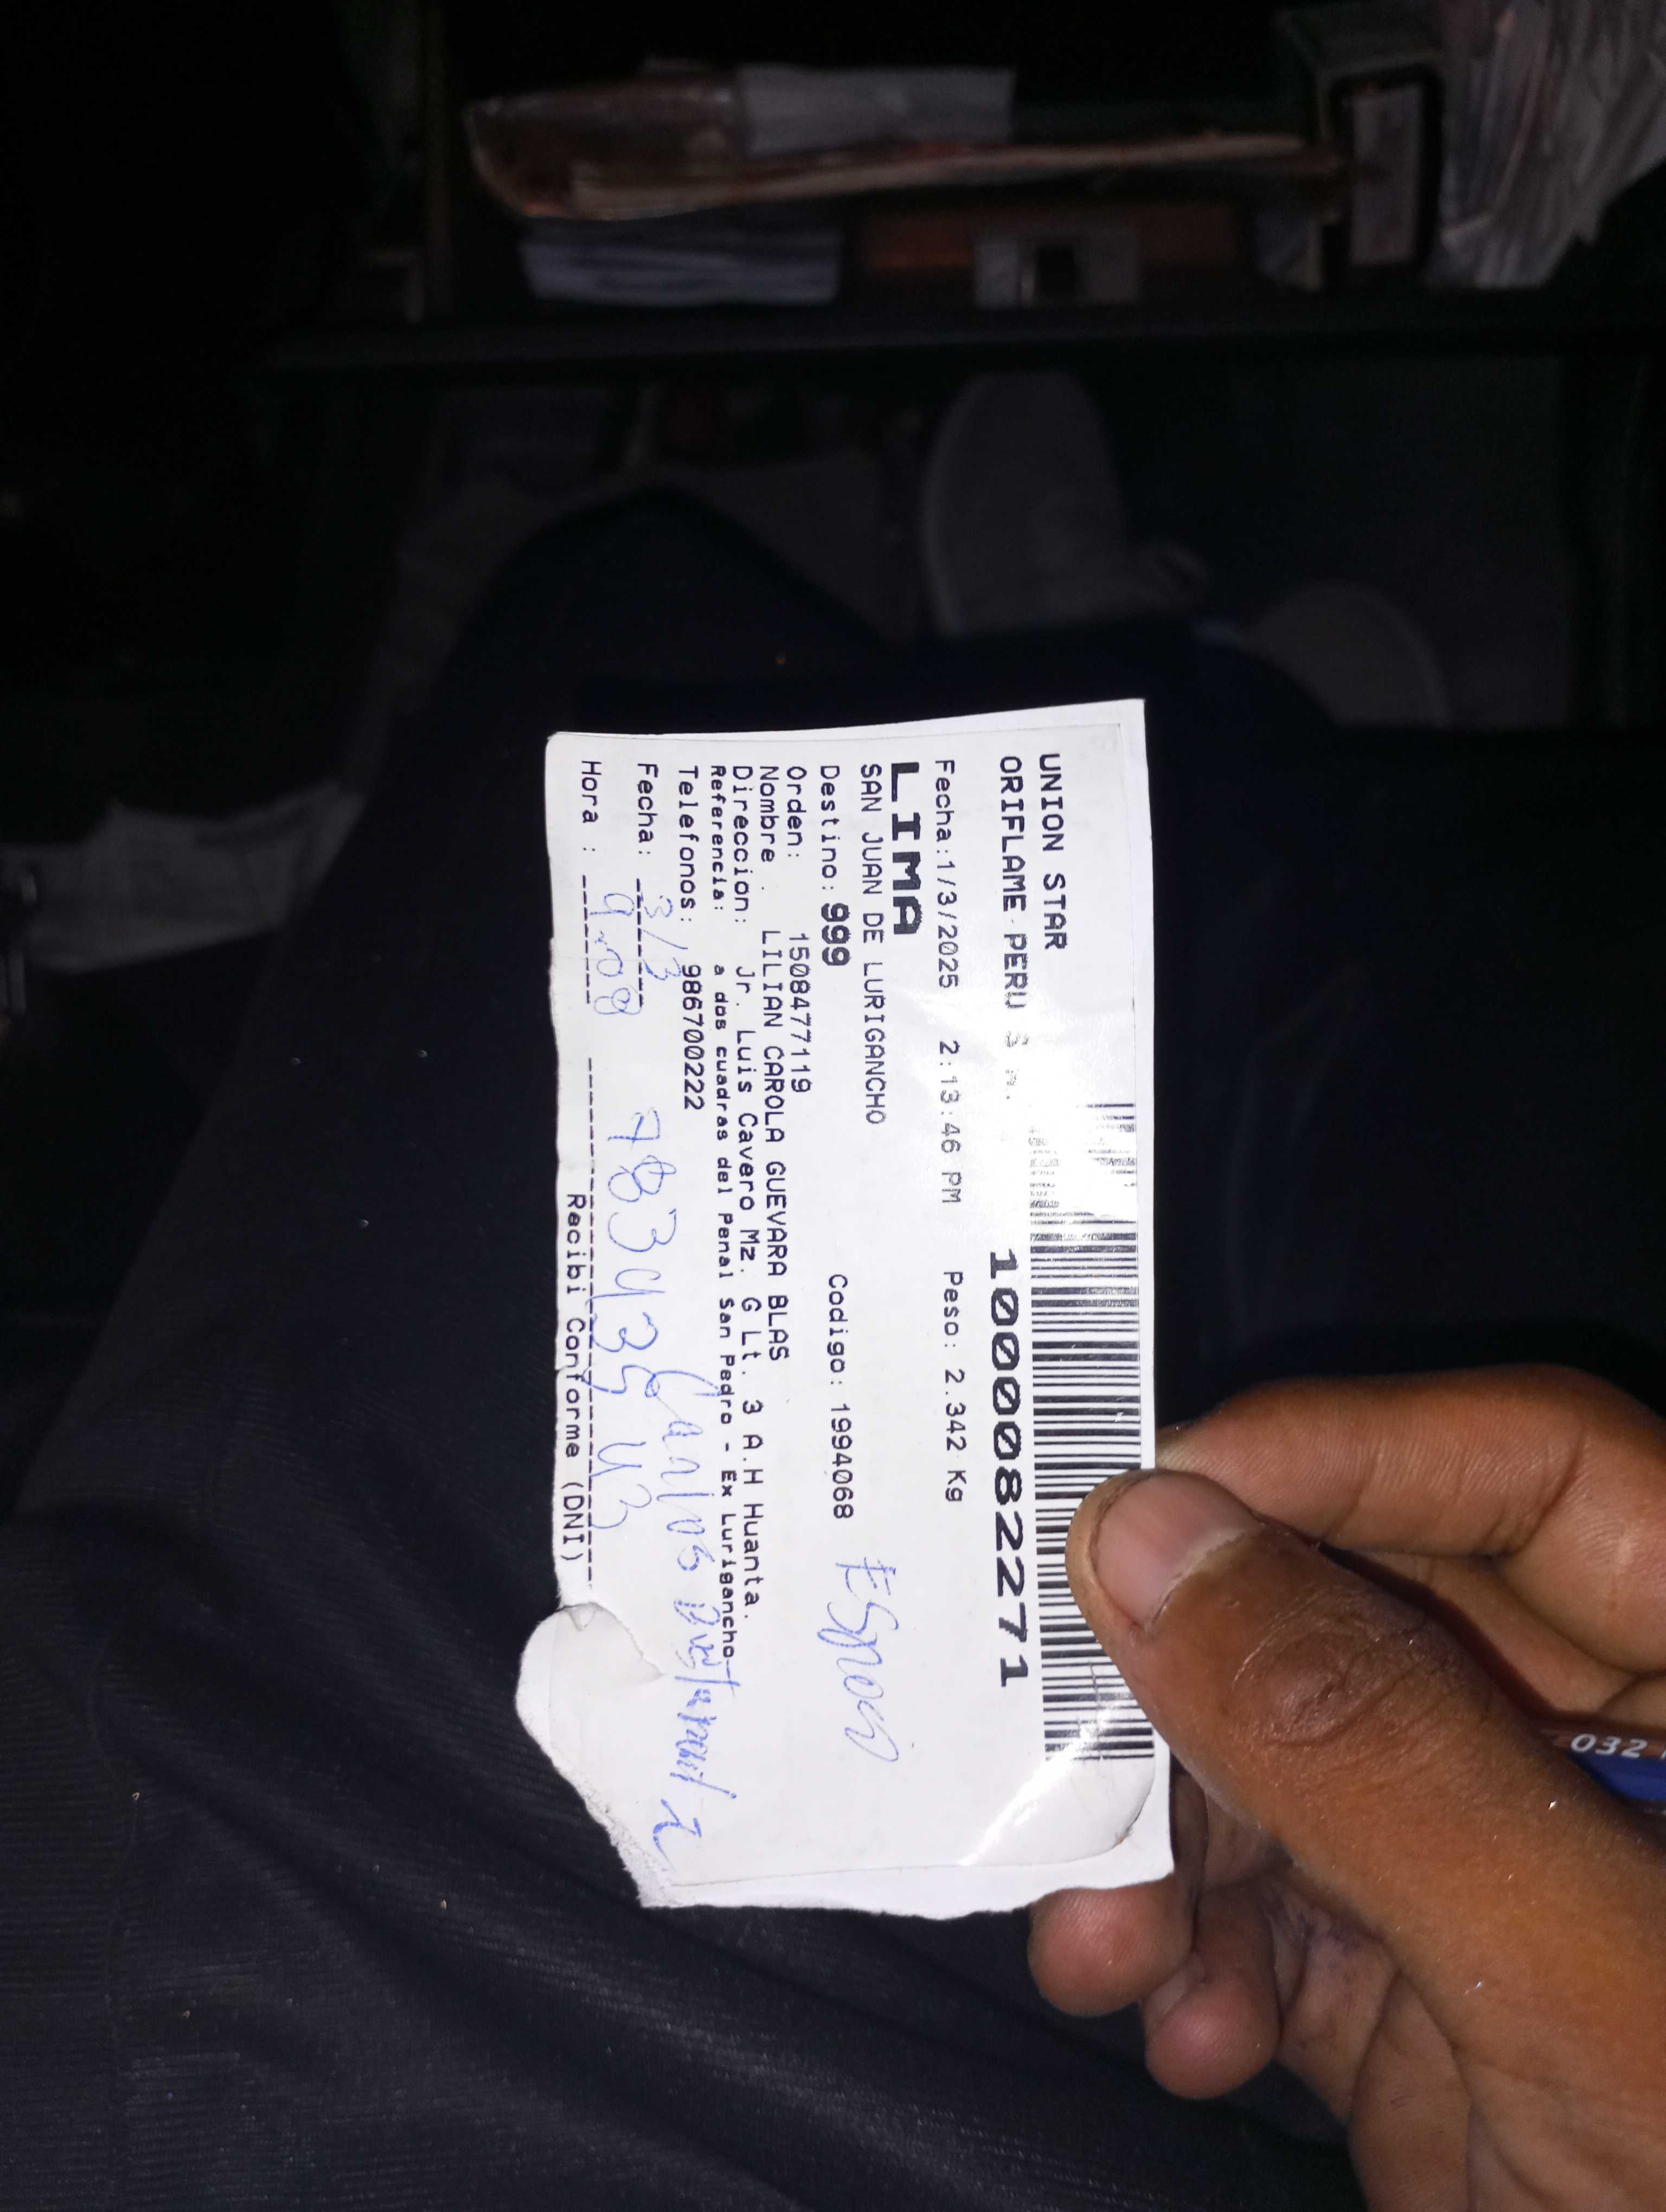 UNION STAR
ORIFLAME PERU S
1000082271
Fecha:1/3/2025 2:13:46 PM Peso: 2.342 Kg
LIMA
SAN JUAN DE LURIGANCHO
Destino: 999 Codigo: 1994068
Orden: 1508477119
Nombre : LILIAN CAROLA GUEVARA BLAS
Direccion: Jr. Luis Cavero Mz. G Lt. 3 A.H Huanta.
Referencia: a dos cuadras del Penal San Pedro - Ex Lurigancho
Telefonos: 986700222
Carlos
Fecha: 3/3
Hora : 9:08
Recibi Conforme (DNI)
032